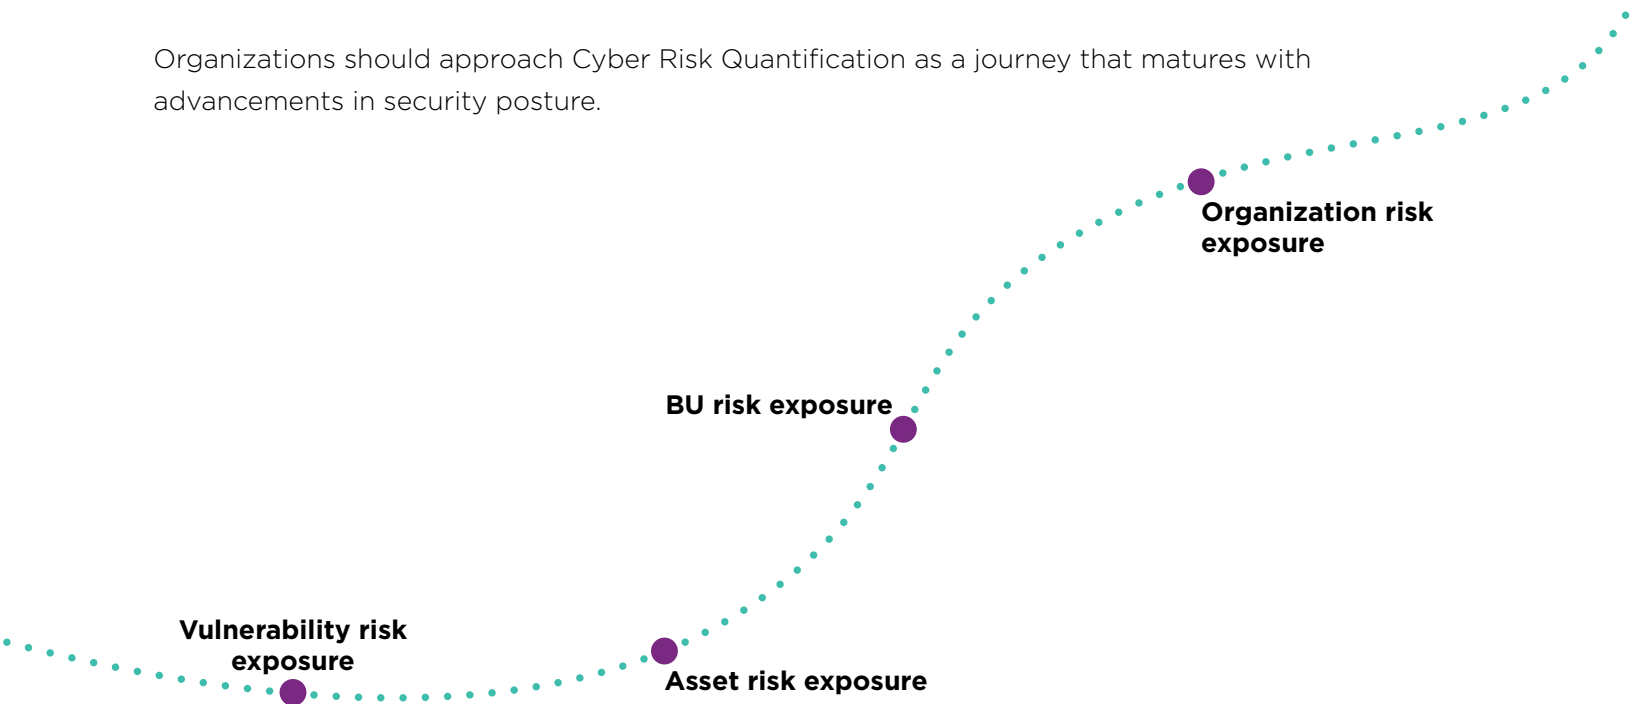 Organizations should approach Cyber Risk Quantification as a journey that matures with
advancements in security posture.
Organization risk
exposure
BU risk exposure
Vulnerability risk
exposure
Asset risk exposure